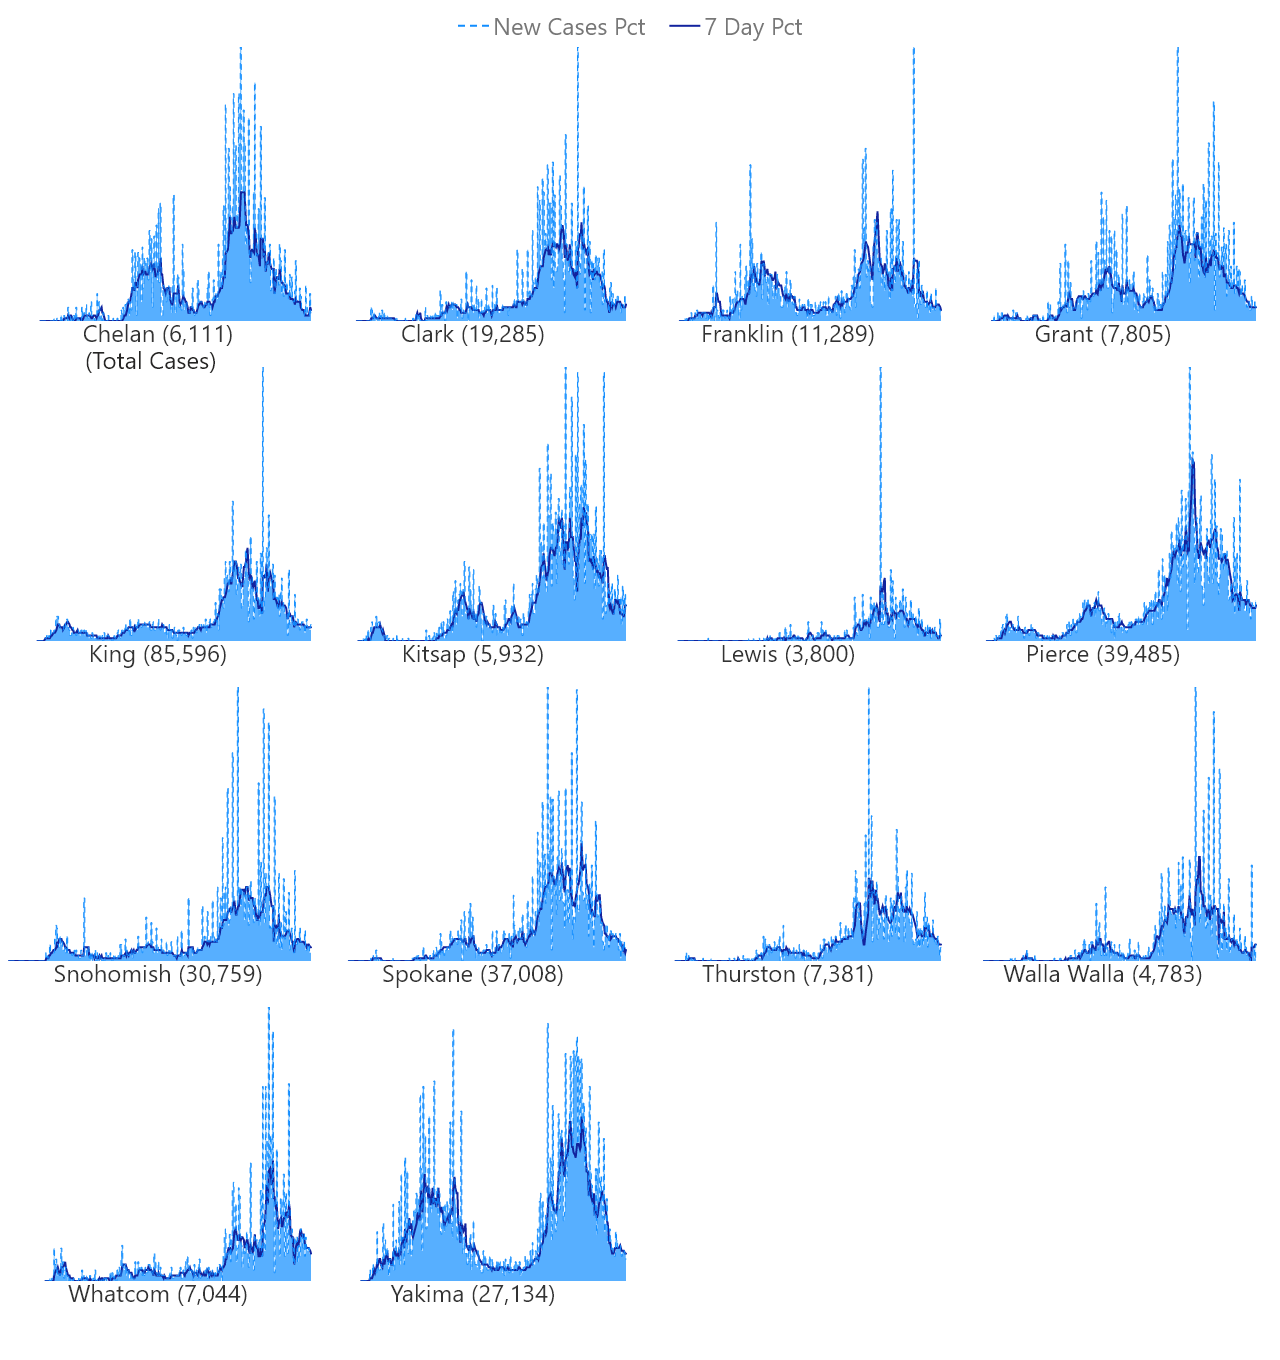 New Cases Pct 7 Day Pct
Chelan (6,111) Clark (19,285) Franklin (11,289) Grant (7,805)
(Total Cases)
King (85,596) Kitsap (5,932) Lewis (3,800) Pierce (39,485)
Snohomish (30,759) Spokane (37,008) Thurston (7,381) Walla Walla (4,783)
Whatcom (7,044) Yakima (27,134)